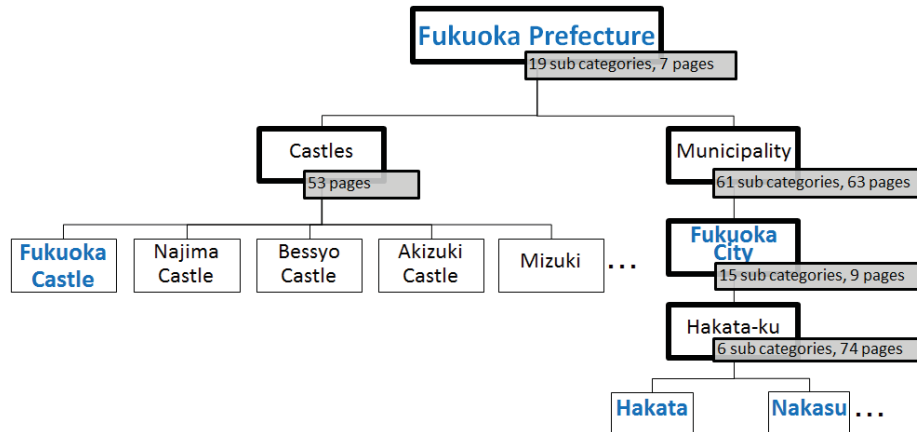 Fukuoka Prefecture
19 sub categories, 7 pages
Castles
53 pages
Municipality
61 sub categories, 63 pages
Fukuoka
Castle
Najima
Castle
Bessyo
Castle
Akizuki
Castle
Mizuki
...
Fukuoka
City
15 sub categories, 9 pages
Hakata-ku
6 sub categories, 74 pages
Hakata
Nakasu
...